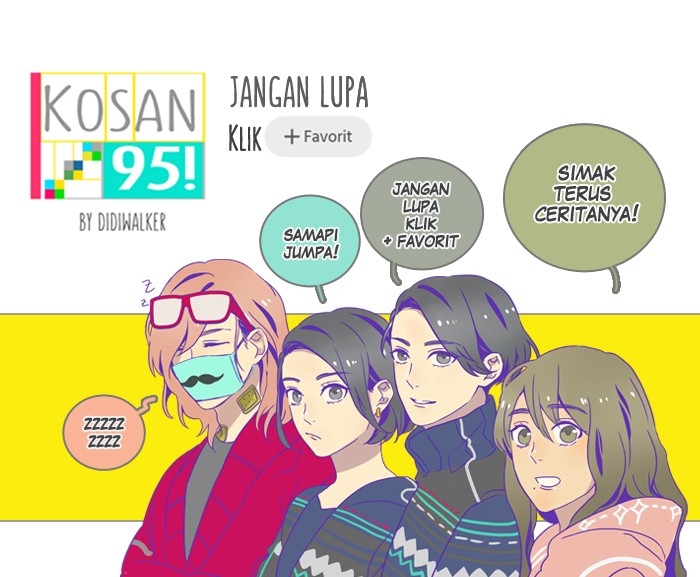 KOSAN
95!
BY DIDIWALKER
JANGAN LUPA
KLIK + Favorit
SIMAK
TERUS
CERITANYA!
JANGAN
LUPA
KLIK
+ FAVORIT
SAMAPI
JUMPA!
Z
Z
ZZZZZ
ZZZZ